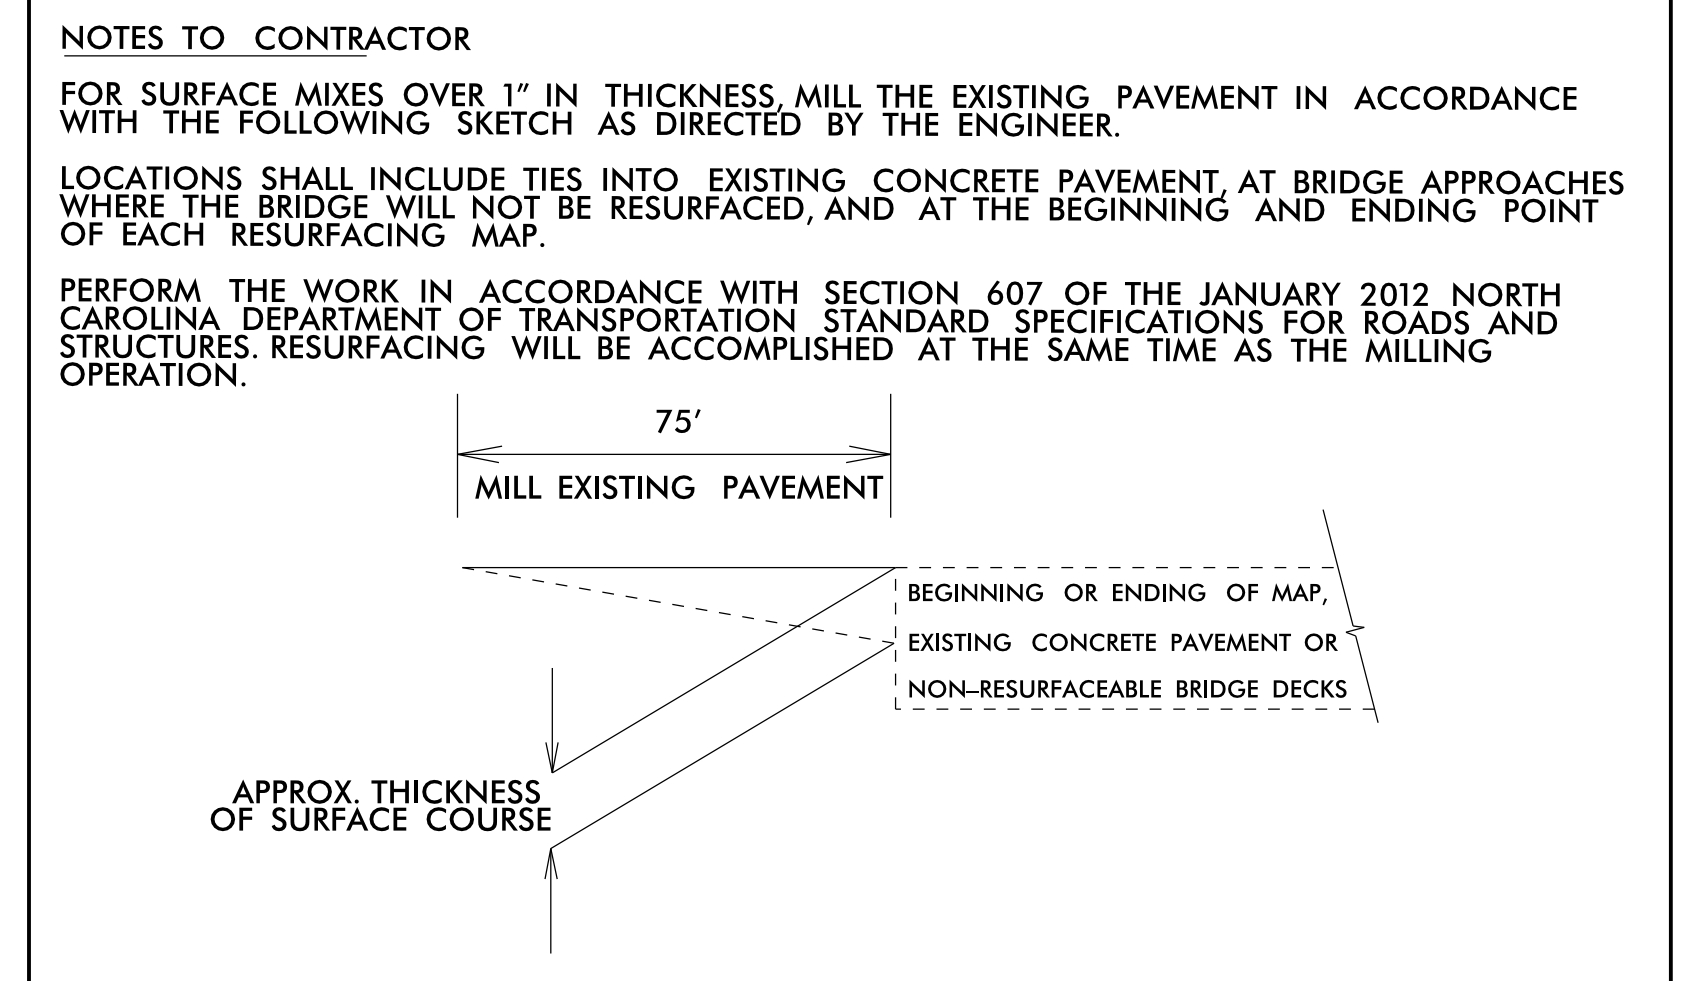 NOTES TO CONTRACTOR
FOR SURFACE MIXES OVER 1" IN THICKNESS, MILL THE EXISTING PAVEMENT IN ACCORDANCE
WITH THE FOLLOWING SKETCH AS DIRECTED BY THE ENGINEER.
LOCATIONS SHALL INCLUDE TIES INTO EXISTING CONCRETE PAVEMENT, AT BRIDGE APPROACHES
WHERE THE BRIDGE WILL NOT BE RESURFACED, AND AT THE BEGINNING AND ENDING POINT
OF EACH RESURFACING MAP.
PERFORM THE WORK IN ACCORDANCE WITH SECTION 607 OF THE JANUARY 2012 NORTH
CAROLINA DEPARTMENT OF TRANSPORTATION STANDARD SPECIFICATIONS FOR ROADS AND
STRUCTURES. RESURFACING WILL BE ACCOMPLISHED AT THE SAME TIME AS THE MILLING
OPERATION.
75'
MILL EXISTING PAVEMENT
BEGINNING OR ENDING OF MAP,
EXISTING CONCRETE PAVEMENT OR
NON–RESURFACEABLE BRIDGE DECKS
APPROX. THICKNESS
OF SURFACE COURSE